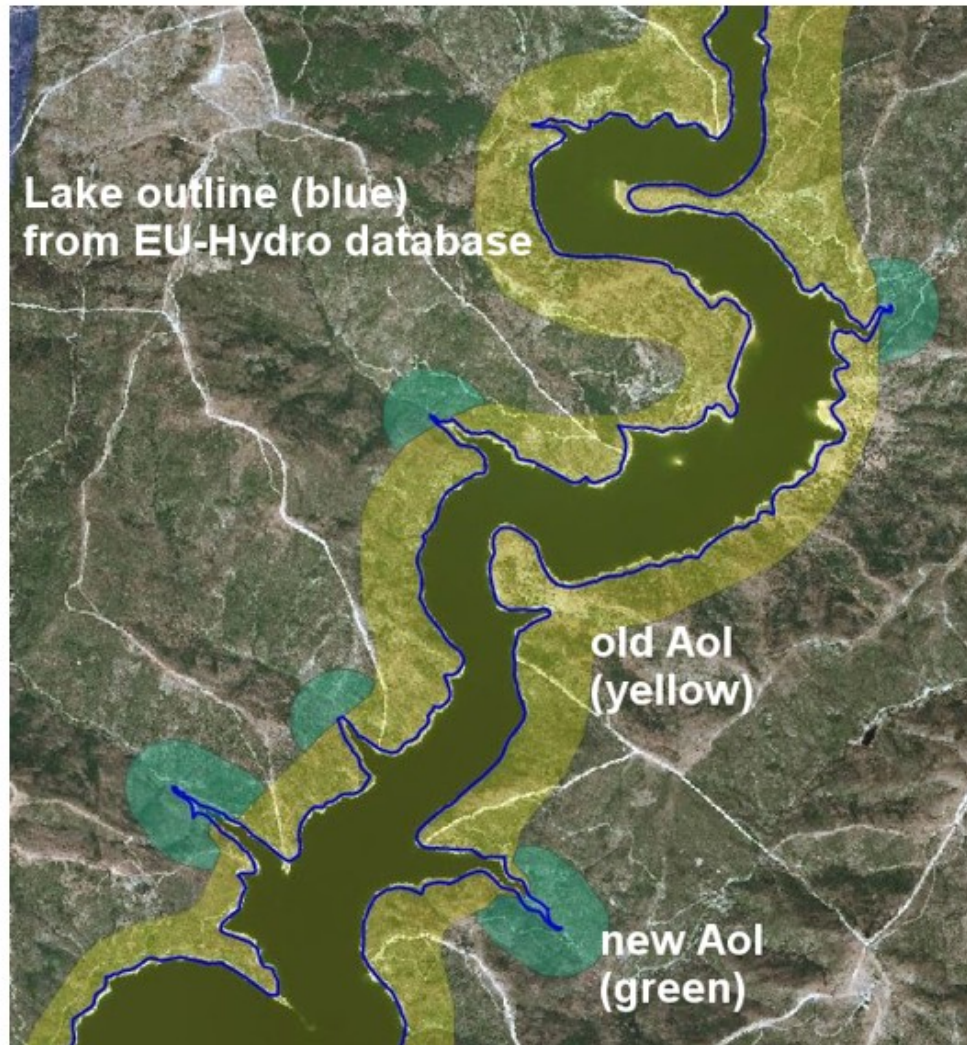 Lake outline (blue)
from EU-Hydro database
old AoI
(yellow)
new AoI
(green)